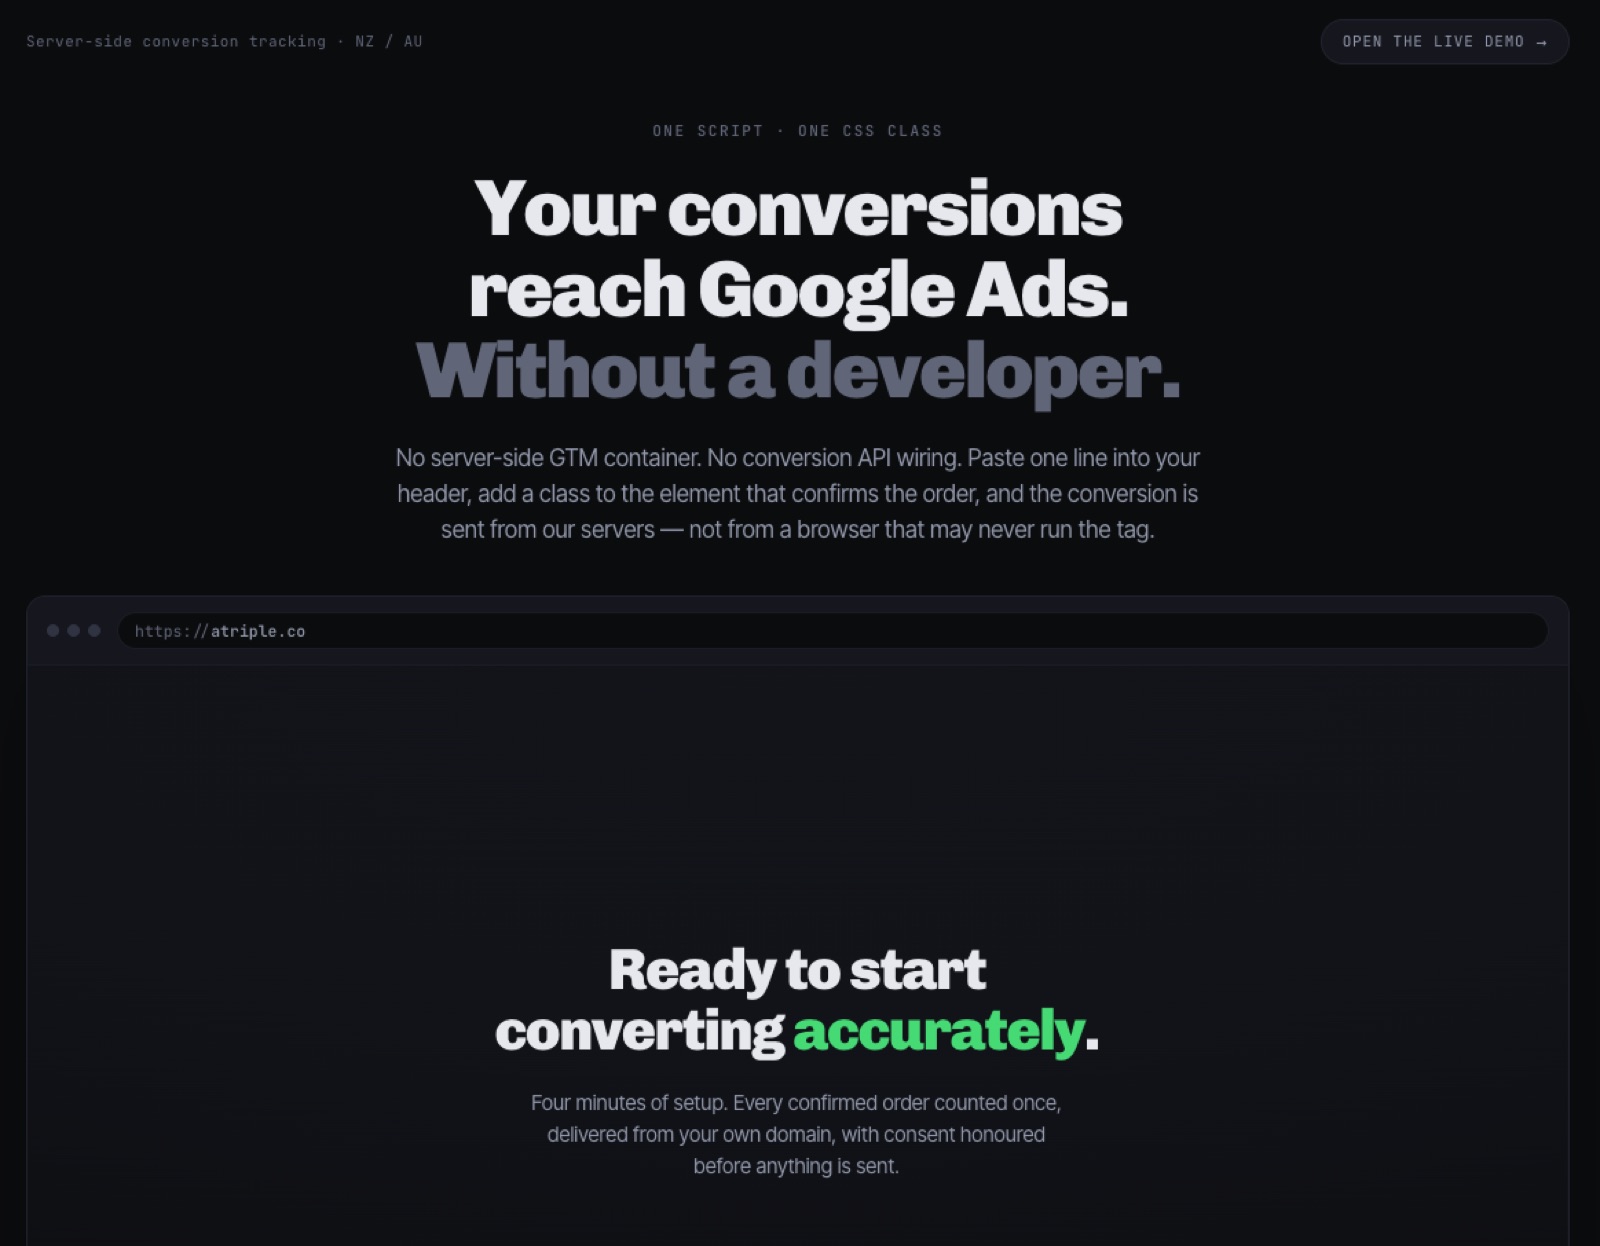 Server-side conversion tracking · NZ / AU
OPEN THE LIVE DEMO →
ONE SCRIPT · ONE CSS CLASS
Your conversions
reach Google Ads.
Without a developer.
No server-side GTM container. No conversion API wiring. Paste one line into your
header, add a class to the element that confirms the order, and the conversion is
sent from our servers — not from a browser that may never run the tag.
https://atriple.co
Ready to start
converting accurately.
Four minutes of setup. Every confirmed order counted once,
delivered from your own domain, with consent honoured
before anything is sent.